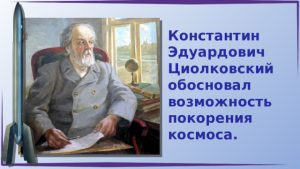 Константин
Эдуардович
Циолковский
обосновал
возможность
покорения
космоса.